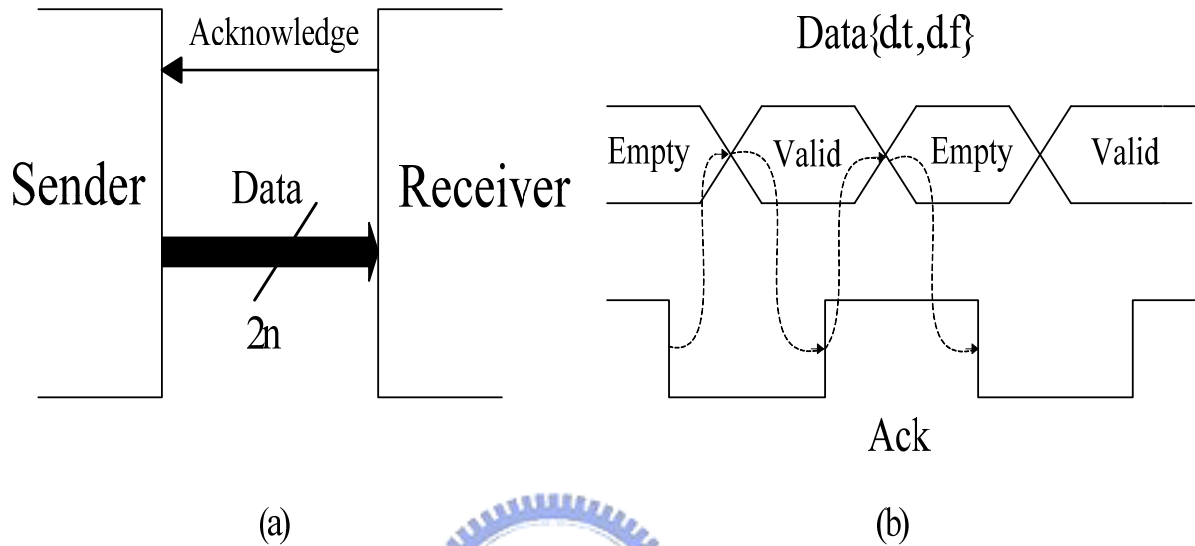 Acknowledge
Sender
Data
Receiver
2n
(a)
Data{d.t,d.f}
Empty Valid Empty Valid
Ack
(b)